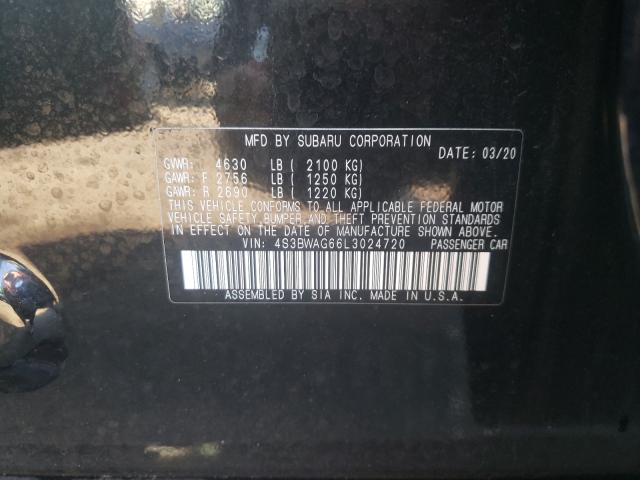 MFD BY SUBARU CORPORATION
DATE: 03/20
GVWR: 4630 LB ( 2100 KG)
GAWR: F 2756 LB ( 1250 KG)
GAWR: R 2690 LB ( 1220 KG)
THIS VEHICLE CONFORMS TO ALL APPLICABLE FEDERAL MOTOR
VEHICLE SAFETY, BUMPER, AND THEFT PREVENTION STANDARDS
IN EFFECT ON THE DATE OF MANUFACTURE SHOWN ABOVE.
VIN: 4S3BWAG66L3024720 PASSENGER CAR
ASSEMBLED BY SIA INC. MADE IN U.S.A.